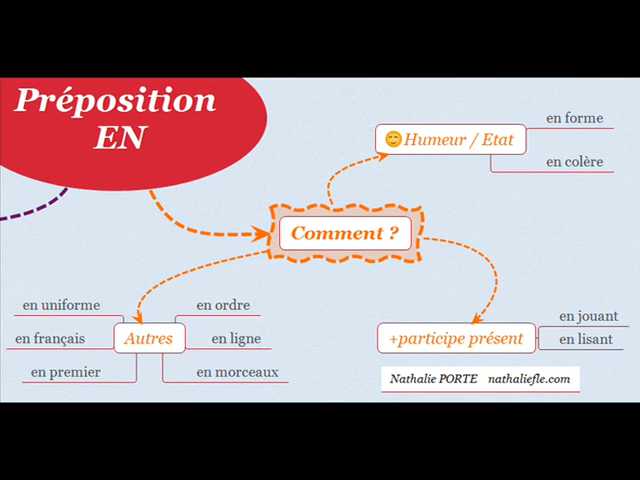 Préposition
EN
Humeur / Etat
en forme
en colère
Comment ?
Autres
en uniforme
en français
en premier
en ordre
en ligne
en morceaux
+participe présent
en jouant
en lisant
Nathalie PORTE nathaliefle.com